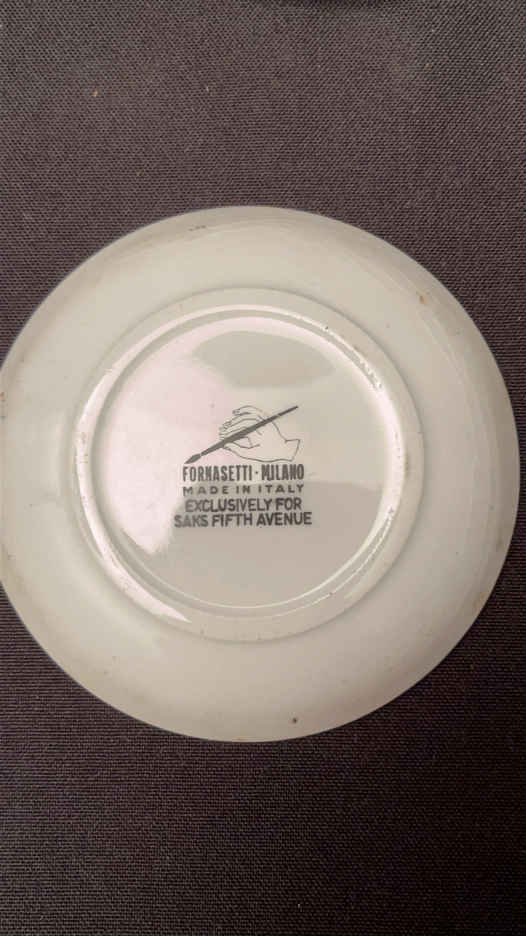 FORNASETTI · MILANO
MADE IN ITALY
EXCLUSIVELY FOR
SAKS FIFTH AVENUE